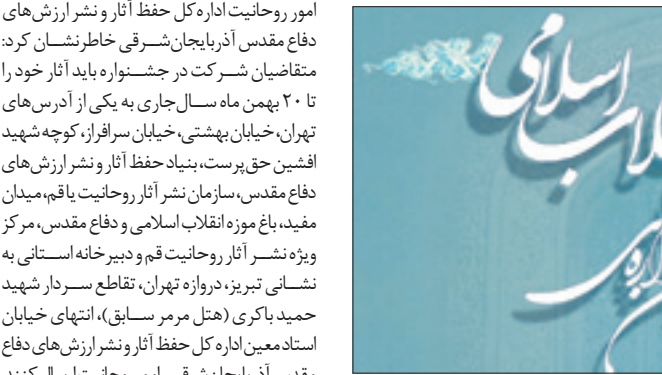 امور روحانیت اداره‌کل حفظ آثار و نشر ارزش‌های
دفاع مقدس آذربایجان‌شرقی خاطرنشان کرد:
متقاضیان شرکت در جشنواره باید آثار خود را
تا ۲۰ بهمن ماه سال‌جاری به یکی از آدرس‌های
تهران، خیابان بهشتی، خیابان سرافراز، کوچه شهید
افشین حق‌پرست، بنیاد حفظ آثار و نشر ارزش‌های
دفاع مقدس، سازمان نشر آثار روحانیت یا قم، میدان
مفید، باغ موزه انقلاب اسلامی و دفاع مقدس، مرکز
ویژه نشر آثار روحانیت قم و دبیرخانه استانی به
نشانی تبریز، دروازه تهران، تقاطع سردار شهید
حمید باکری (هتل مرمر سابق)، انتهای خیابان
استاد معین اداره کل حفظ آثار و نشر ارزش‌های دفاع
اسلامی